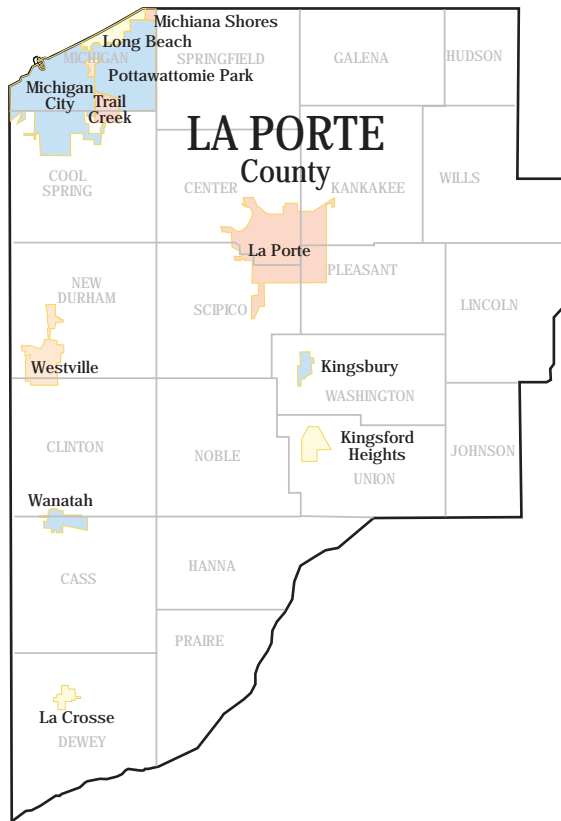 Michiana Shores
Long Beach
MICHIGAN
SPRINGFIELD
GALENA
HUDSON
Pottawattomie Park
Michigan
City
Trail
Creek
LA PORTE
County
COOL
SPRING
CENTER
KANKAKEE
WILLS
La Porte
PLEASANT
NEW
DURHAM
SCIPICO
LINCOLN
Westville
Kingsbury
WASHINGTON
CLINTON
NOBLE
Kingsford
Heights
JOHNSON
UNION
Wanatah
CASS
HANNA
PRAIRE
La Crosse
DEWEY